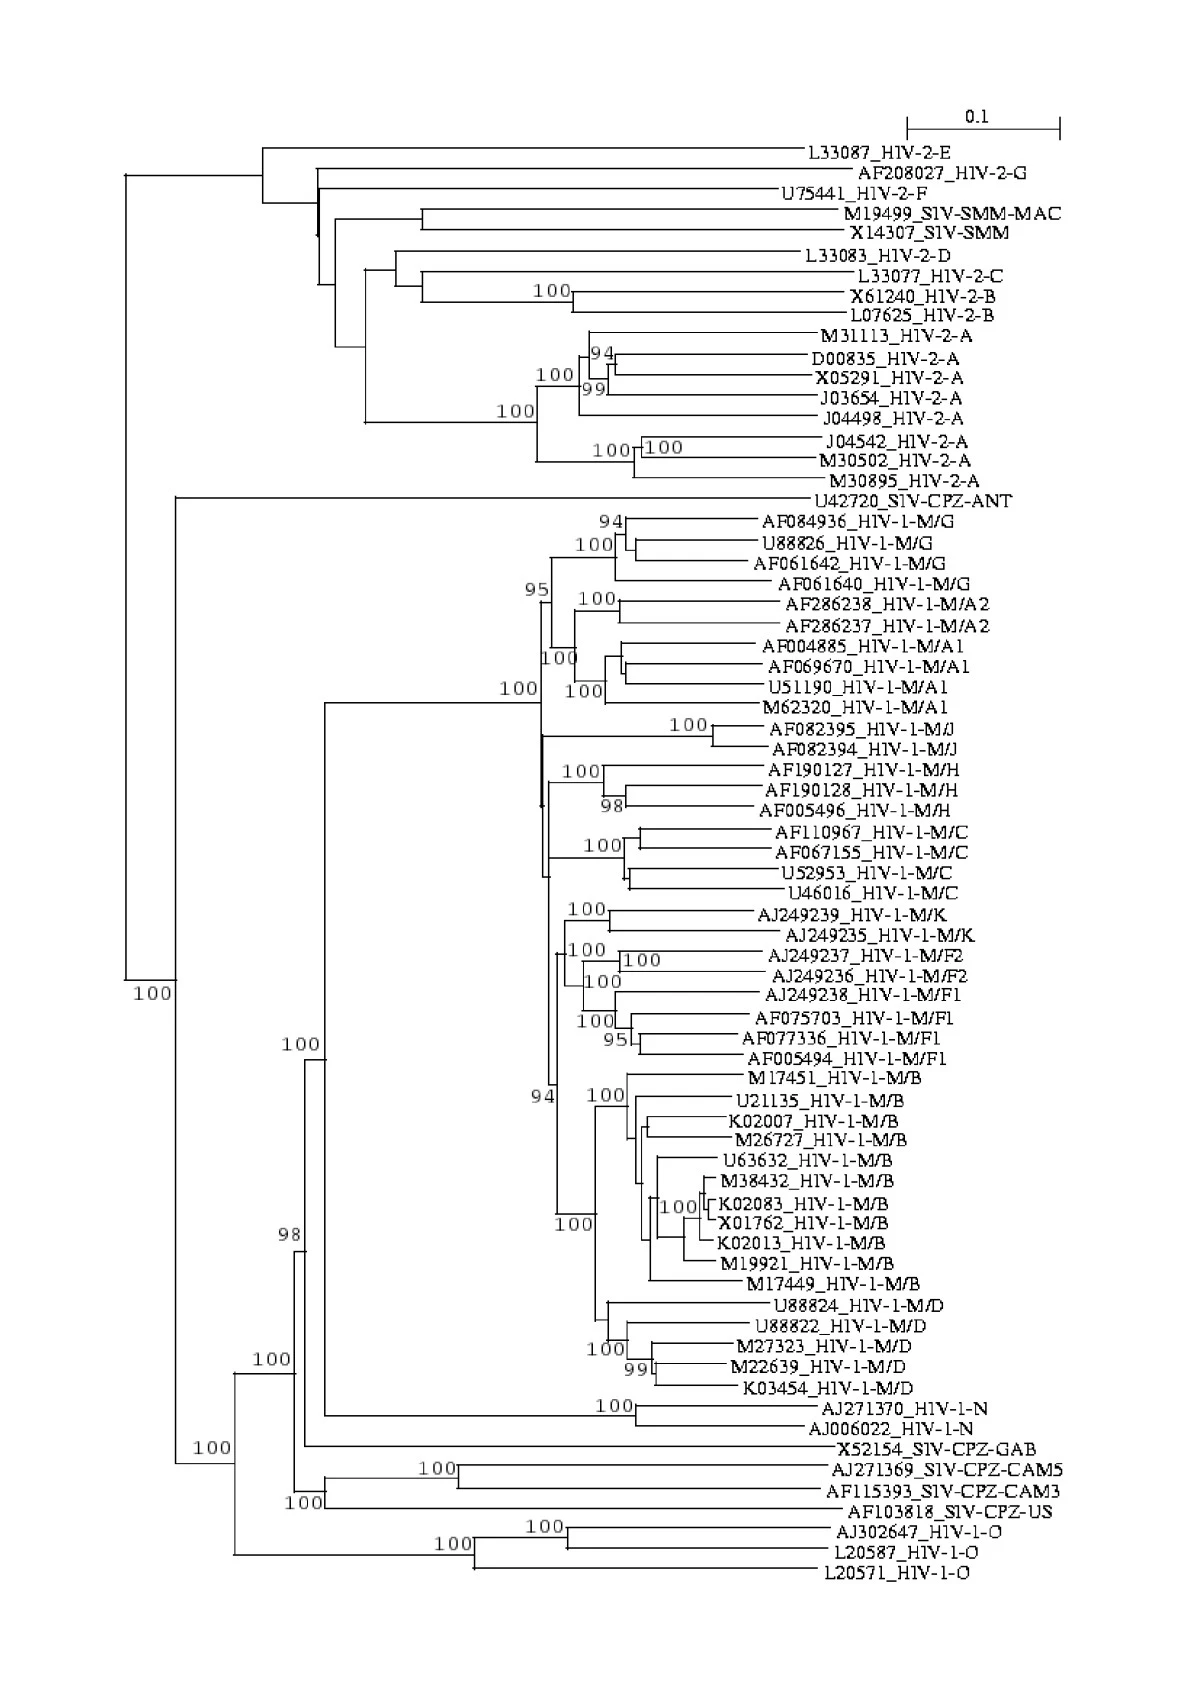 0.1
L33087_HIV-2-E
AF208027_HIV-2-G
U75441_HIV-2-F
M19499_SIV-SMM-MAC
X14307_SIV-SMM
L33083_HIV-2-D
L33077_HIV-2-C
100
X61240_HIV-2-B
L07625_HIV-2-B
M31113_HIV-2-A
94
D00835_HIV-2-A
100
X05291_HIV-2-A
99
J03654_HIV-2-A
100
J04498_HIV-2-A
J04542_HIV-2-A
100
100
M30502_HIV-2-A
M30895_HIV-2-A
U42720_SIV-CPZ-ANT
94
AF084936_HIV-1-M/G
100
U88826_HIV-1-M/G
AF061642_HIV-1-M/G
95
AF061640_HIV-1-M/G
100
AF286238_HIV-1-M/A2
AF286237_HIV-1-M/A2
AF004885_HIV-1-M/A1
100
AF069670_HIV-1-M/A1
100
100
U51190_HIV-1-M/A1
M62320_HIV-1-M/A1
100
AF082395_HIV-1-M/J
AF082394_HIV-1-M/J
100
AF190127_HIV-1-M/H
AF190128_HIV-1-M/H
98
AF005496_HIV-1-M/H
AF110967_HIV-1-M/C
100
AF067155_HIV-1-M/C
U52953_HIV-1-M/C
U46016_HIV-1-M/C
100
AJ249239_HIV-1-M/K
AJ249235_HIV-1-M/K
100
100
AJ249237_HIV-1-M/F2
AJ249236_HIV-1-M/F2
100
100
AJ249238_HIV-1-M/F1
100
AF075703_HIV-1-M/F1
95
AF077336_HIV-1-M/F1
100
AF005494_HIV-1-M/F1
M17451_HIV-1-M/B
94
100
U21135_HIV-1-M/B
K02007_HIV-1-M/B
M26727_HIV-1-M/B
U63632_HIV-1-M/B
M38432_HIV-1-M/B
100
K02083_HIV-1-M/B
100
X01762_HIV-1-M/B
98
K02013_HIV-1-M/B
M19921_HIV-1-M/B
M17449_HIV-1-M/B
U88824_HIV-1-M/D
U88822_HIV-1-M/D
100
M27323_HIV-1-M/D
100
99
M22639_HIV-1-M/D
K03454_HIV-1-M/D
100
AJ271370_HIV-1-N
AJ006022_HIV-1-N
100
X52154_SIV-CPZ-GAB
100
AJ271369_SIV-CPZ-CAM5
AF115393_SIV-CPZ-CAM3
100
AF103818_SIV-CPZ-US
100
AJ302647_HIV-1-O
100
L20587_HIV-1-O
L20571_HIV-1-O